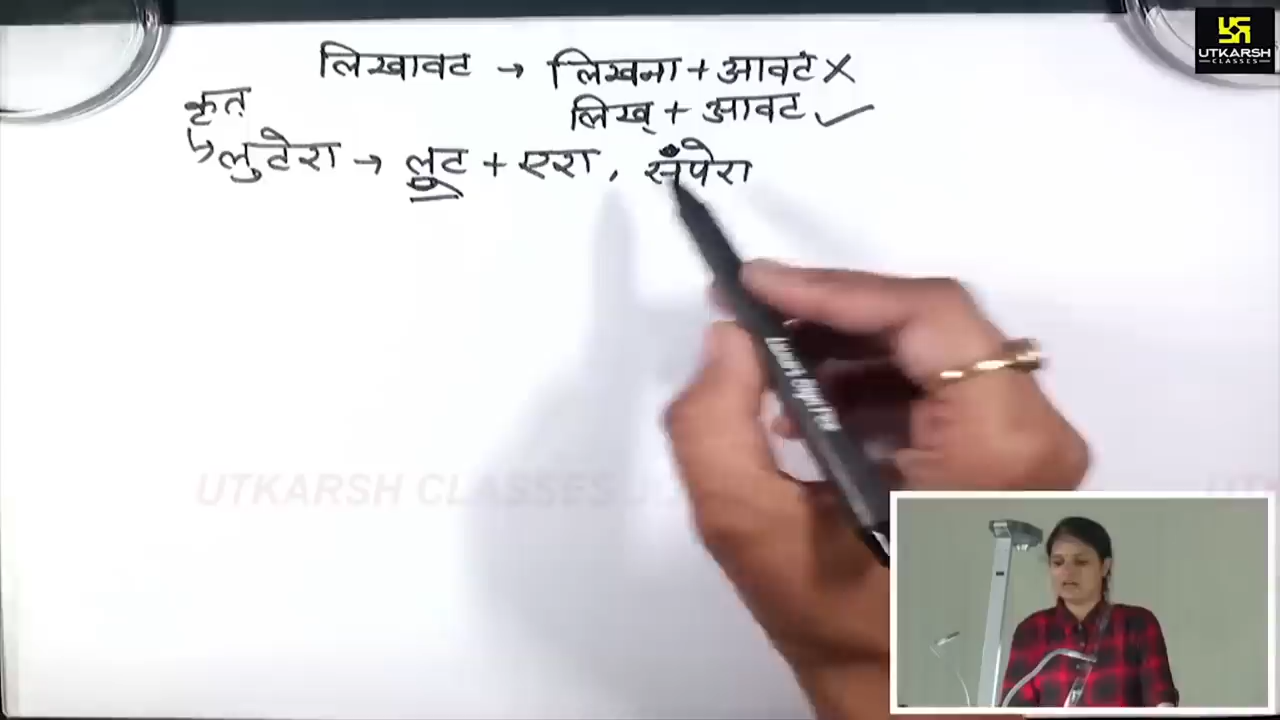 लिखावट → लिखना + आवट ×
कृत्
लिख् + आवट ✓
↳ लुटेरा → लूट + एरा, सँपेरा
UTKARSH CLASSES
UTKARSH
CLASSES